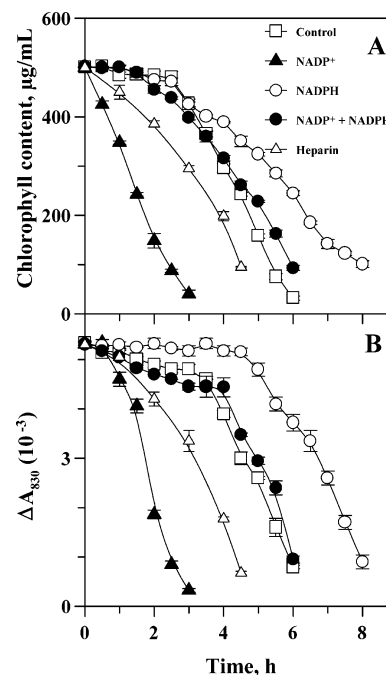 A
Control
NADP⁺
NADPH
NADP⁺ + NADPH
Heparin
Chlorophyll content, µg/mL
600
400
200
0
B
ΔA₈₃₀ (10⁻³)
3
0
0 2 4 6 8
Time, h